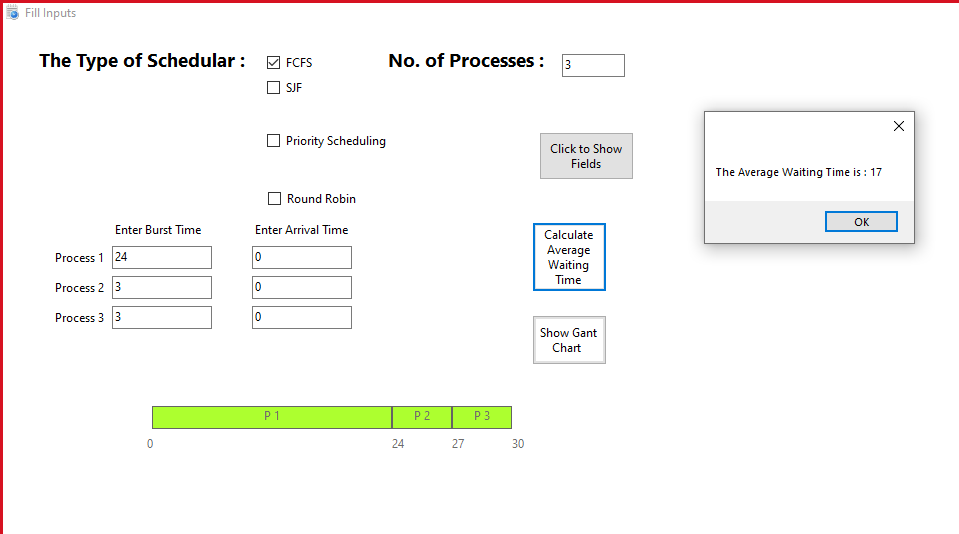 Fill Inputs
The Type of Schedular :
FCFS
No. of Processes :
3
SJF
Priority Scheduling
Click to Show
Fields
The Average Waiting Time is : 17
OK
Round Robin
Enter Burst Time
Enter Arrival Time
Process 1
24
0
Process 2
3
0
Process 3
3
0
Calculate
Average
Waiting
Time
Show Gant
Chart
P 1
P 2
P 3
0
24
27
30